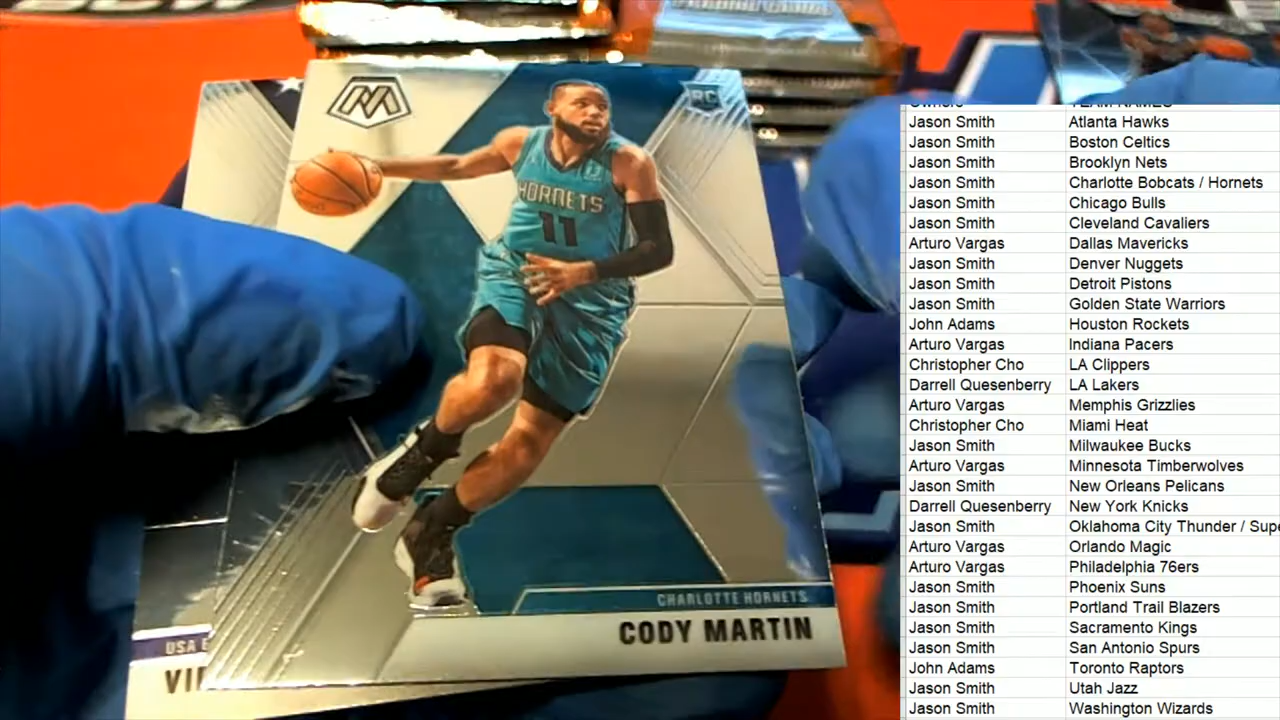 RC
HORNETS
11
CHARLOTTE HORNETS
CODY MARTIN
USA
VI
Owners TEAM NAMES
Jason Smith Atlanta Hawks
Jason Smith Boston Celtics
Jason Smith Brooklyn Nets
Jason Smith Charlotte Bobcats / Hornets
Jason Smith Chicago Bulls
Jason Smith Cleveland Cavaliers
Arturo Vargas Dallas Mavericks
Jason Smith Denver Nuggets
Jason Smith Detroit Pistons
Jason Smith Golden State Warriors
John Adams Houston Rockets
Arturo Vargas Indiana Pacers
Christopher Cho LA Clippers
Darrell Quesenberry LA Lakers
Arturo Vargas Memphis Grizzlies
Christopher Cho Miami Heat
Jason Smith Milwaukee Bucks
Arturo Vargas Minnesota Timberwolves
Jason Smith New Orleans Pelicans
Darrell Quesenberry New York Knicks
Jason Smith Oklahoma City Thunder / Supe
Arturo Vargas Orlando Magic
Arturo Vargas Philadelphia 76ers
Jason Smith Phoenix Suns
Jason Smith Portland Trail Blazers
Jason Smith Sacramento Kings
Jason Smith San Antonio Spurs
John Adams Toronto Raptors
Jason Smith Utah Jazz
Jason Smith Washington Wizards